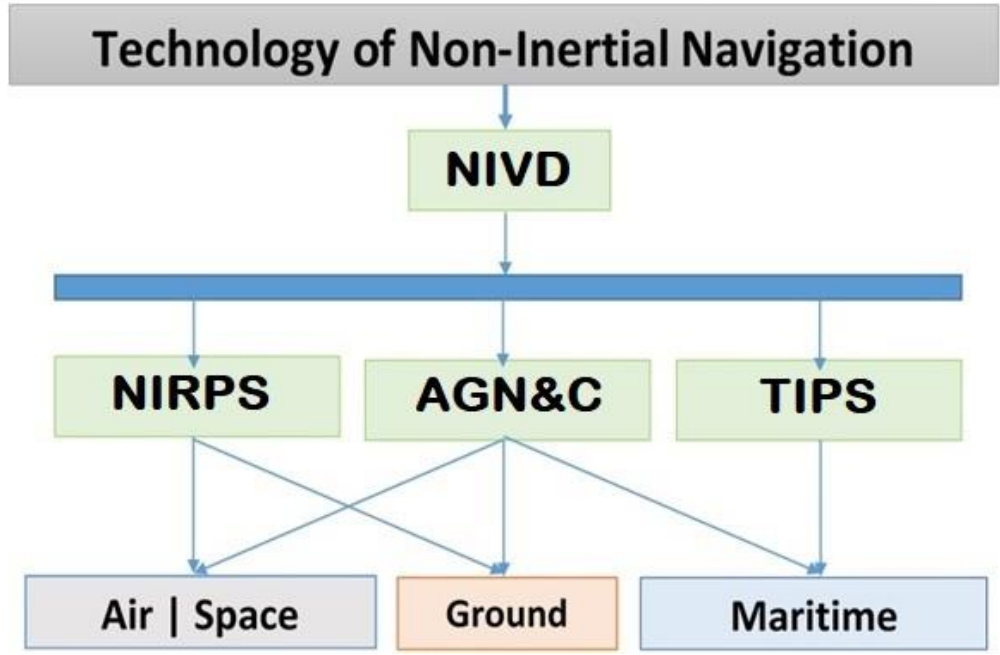 Technology of Non-Inertial Navigation
NIVD
NIRPS
AGN&C
TIPS
Air | Space
Ground
Maritime